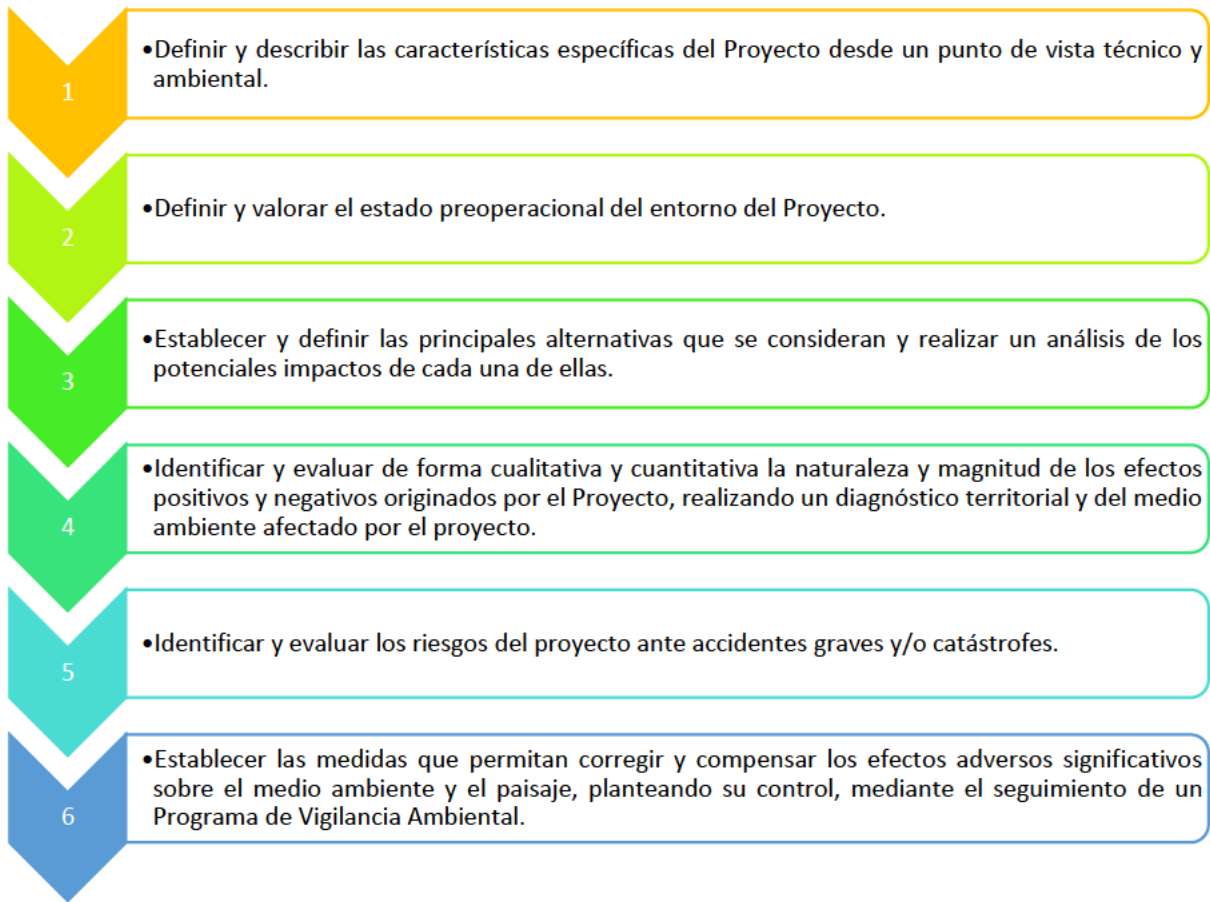 1
•Definir y describir las características específicas del Proyecto desde un punto de vista técnico y
ambiental.
2
•Definir y valorar el estado preoperacional del entorno del Proyecto.
3
•Establecer y definir las principales alternativas que se consideran y realizar un análisis de los
potenciales impactos de cada una de ellas.
4
•Identificar y evaluar de forma cualitativa y cuantitativa la naturaleza y magnitud de los efectos
positivos y negativos originados por el Proyecto, realizando un diagnóstico territorial y del medio
ambiente afectado por el proyecto.
5
•Identificar y evaluar los riesgos del proyecto ante accidentes graves y/o catástrofes.
6
•Establecer las medidas que permitan corregir y compensar los efectos adversos significativos
sobre el medio ambiente y el paisaje, planteando su control, mediante el seguimiento de un
Programa de Vigilancia Ambiental.